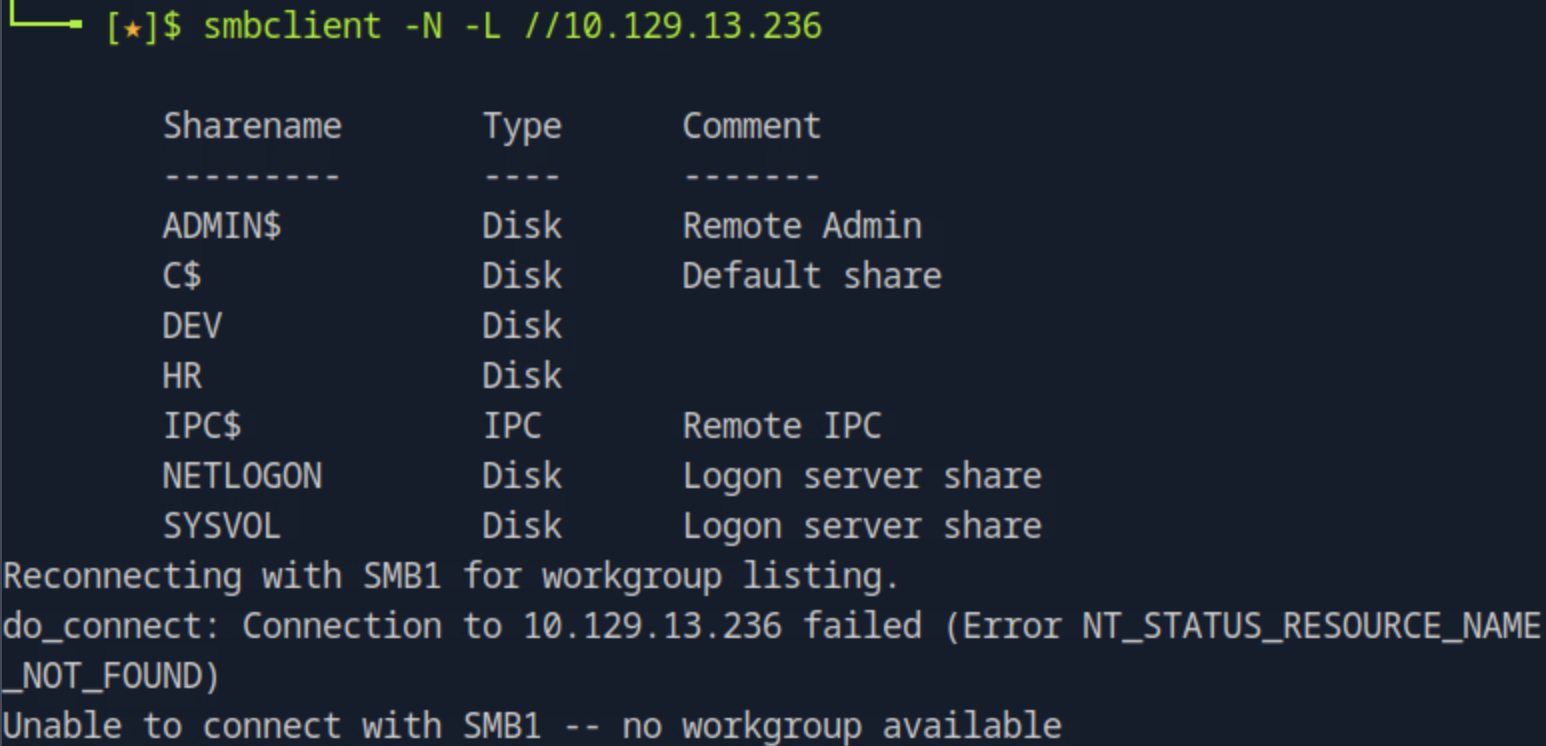 [★]$ smbclient -N -L //10.129.13.236
Sharename Type Comment
--------- ---- -------
ADMIN$ Disk Remote Admin
C$ Disk Default share
DEV Disk
HR Disk
IPC$ IPC Remote IPC
NETLOGON Disk Logon server share
SYSVOL Disk Logon server share
Reconnecting with SMB1 for workgroup listing.
do_connect: Connection to 10.129.13.236 failed (Error NT_STATUS_RESOURCE_NAME
_NOT_FOUND)
Unable to connect with SMB1 -- no workgroup available